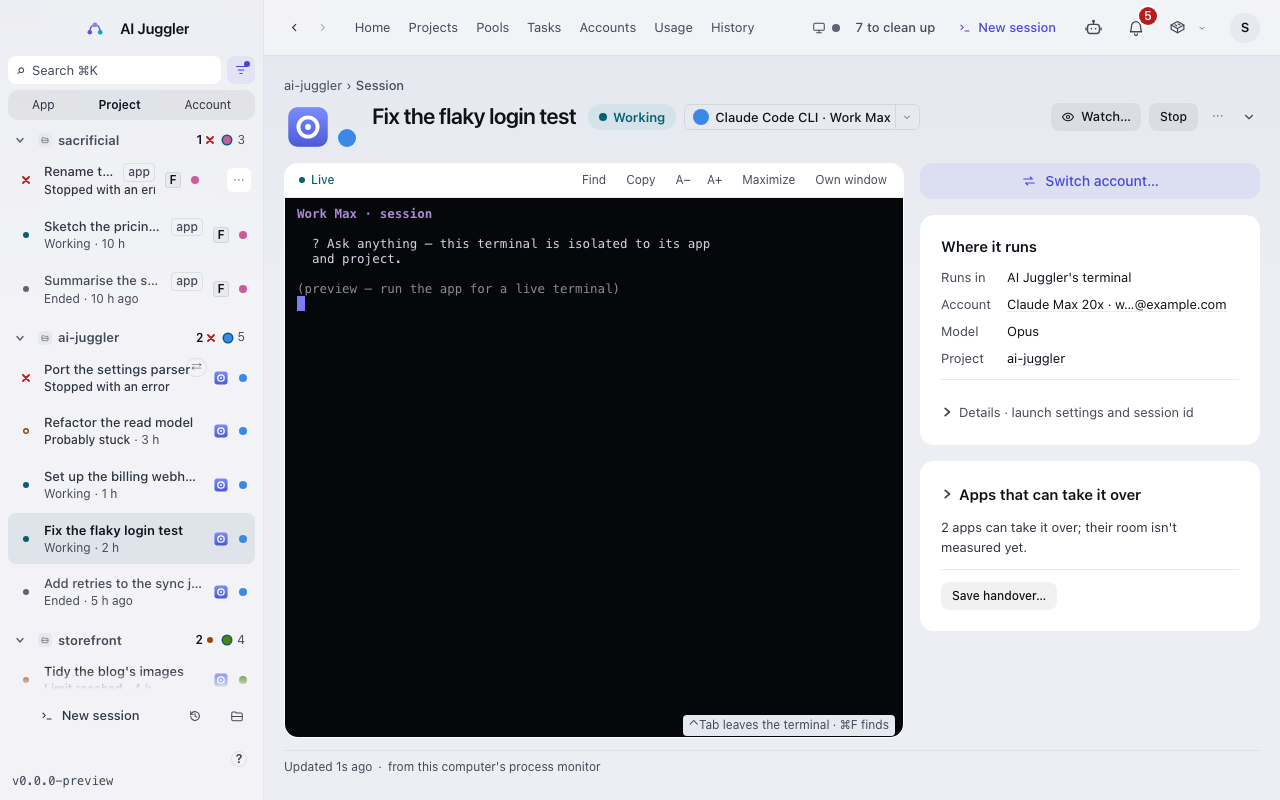 AI Juggler
Search ⌘K
App Project Account
sacrificial 1 3
Rename t... app F
Stopped with an
Sketch the pricin... app F
Working · 10 h
Summarise the s... app F
Ended · 10 h ago
ai-juggler 2 5
Port the settings parser
Stopped with an error
Refactor the read model
Probably stuck · 3 h
Set up the billing webh...
Working · 1 h
Fix the flaky login test
Working · 2 h
Add retries to the sync j...
Ended · 5 h ago
storefront 2 4
Tidy the blog's images
New session
?
v0.0.0-preview
Home Projects Pools Tasks Accounts Usage History 7 to clean up New session 5 S
ai-juggler › Session
Fix the flaky login test Working Claude Code CLI · Work Max Watch... Stop ...
Live Find Copy A− A+ Maximize Own window
Work Max · session
? Ask anything — this terminal is isolated to its app
and project.
(preview — run the app for a live terminal)
^Tab leaves the terminal · ⌘F finds
Switch account...
Where it runs
Runs in AI Juggler's terminal
Account Claude Max 20x · w...@example.com
Model Opus
Project ai-juggler
Details · launch settings and session id
Apps that can take it over
2 apps can take it over; their room isn't
measured yet.
Save handover...
Updated 1s ago · from this computer's process monitor